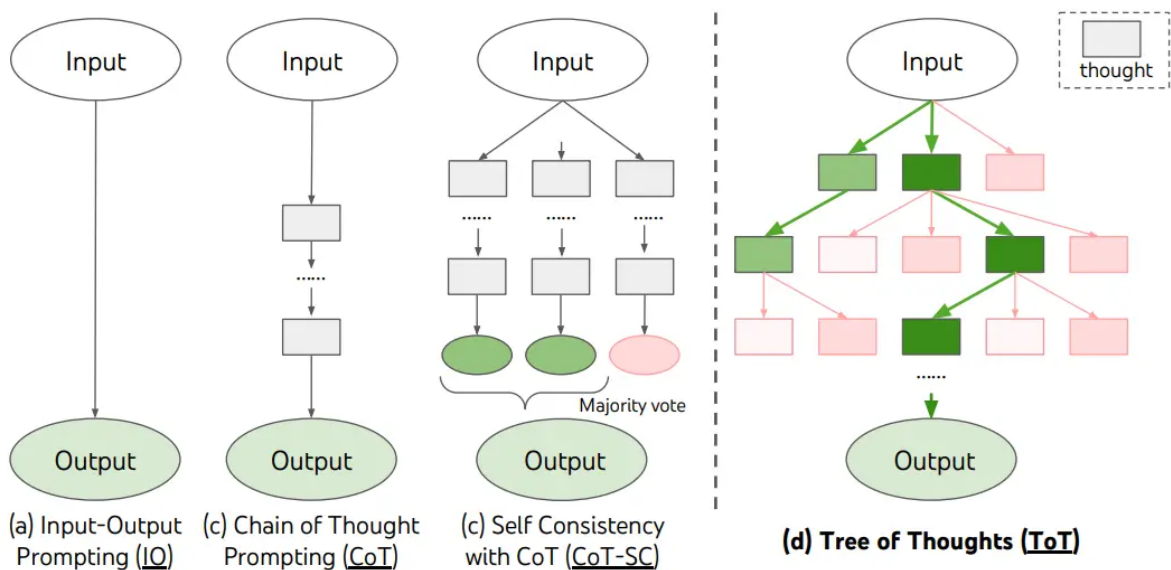 Input
Output
(a) Input-Output
Prompting (IO)
Input
......
Output
(c) Chain of Thought
Prompting (CoT)
Input
......
......
......
Majority vote
Output
(c) Self Consistency
with CoT (CoT-SC)
Input
thought
......
Output
(d) Tree of Thoughts (ToT)